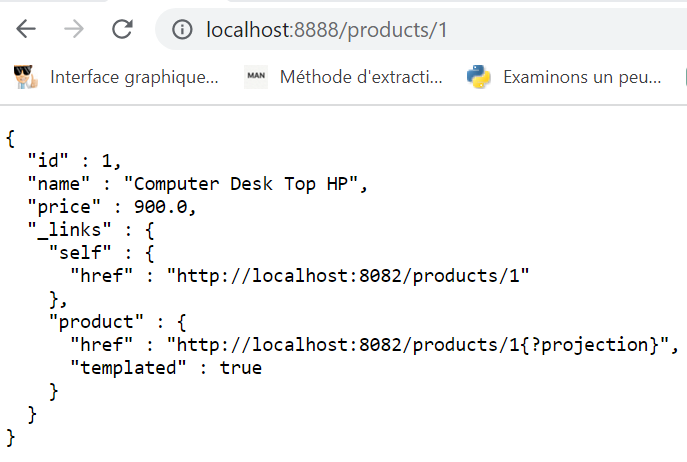 localhost:8888/products/1
Interface graphique... MAN Méthode d'extracti... Examinons un peu...
{
  "id" : 1,
  "name" : "Computer Desk Top HP",
  "price" : 900.0,
  "_links" : {
    "self" : {
      "href" : "http://localhost:8082/products/1"
    },
    "product" : {
      "href" : "http://localhost:8082/products/1{?projection}",
      "templated" : true
    }
  }
}